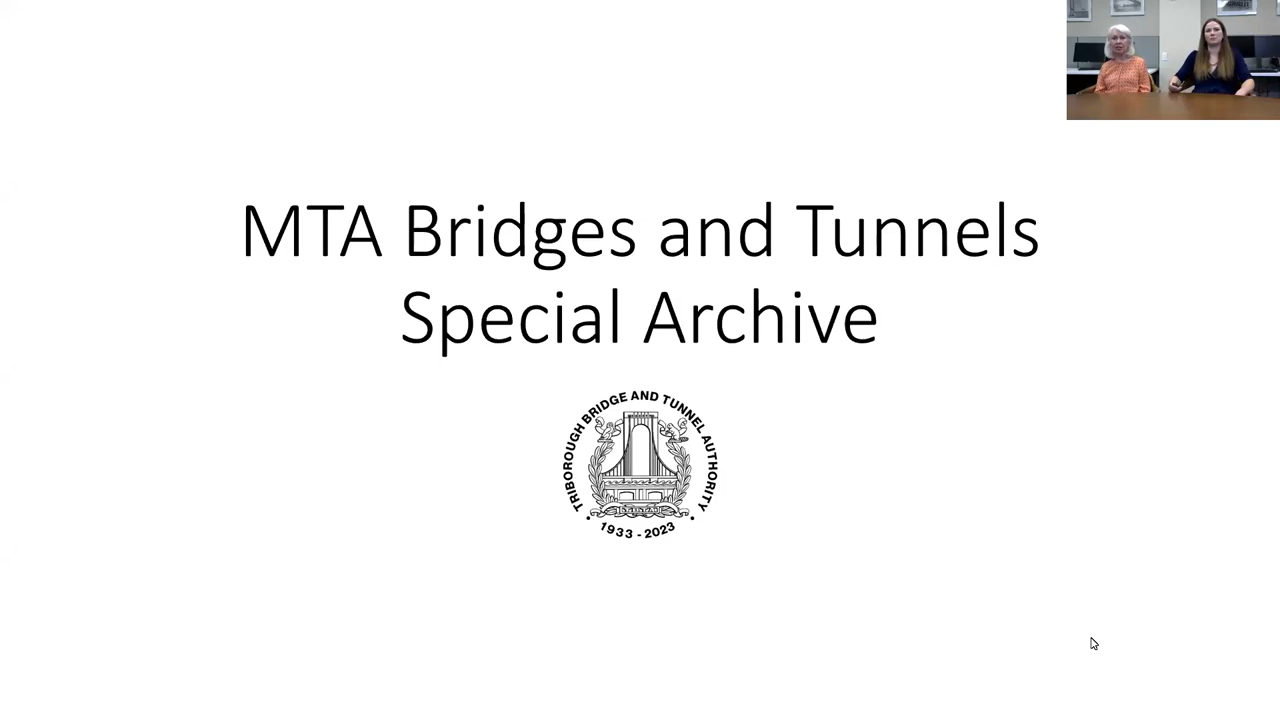 MTA Bridges and Tunnels
Special Archive
TRIBOROUGH BRIDGE AND TUNNEL AUTHORITY
1933 - 2023